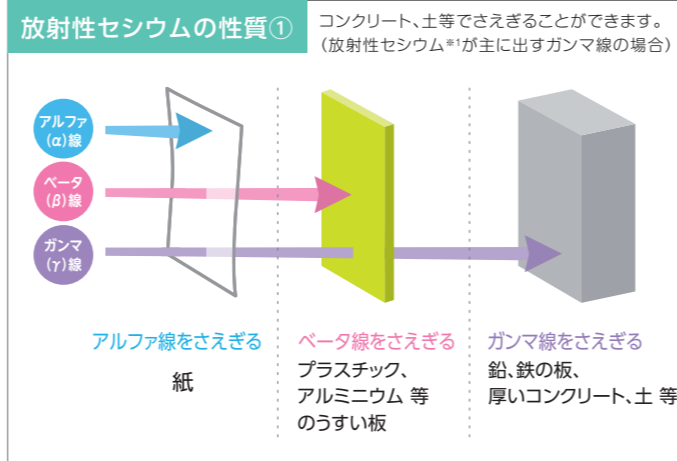 放射性セシウムの性質①
コンクリート、土等でさえぎることができます。
（放射性セシウム※1が主に出すガンマ線の場合）
アルファ
(α)線
ベータ
(β)線
ガンマ
(γ)線
アルファ線をさえぎる
紙
ベータ線をさえぎる
プラスチック、
アルミニウム 等
のうすい板
ガンマ線をさえぎる
鉛、鉄の板、
厚いコンクリート、土 等